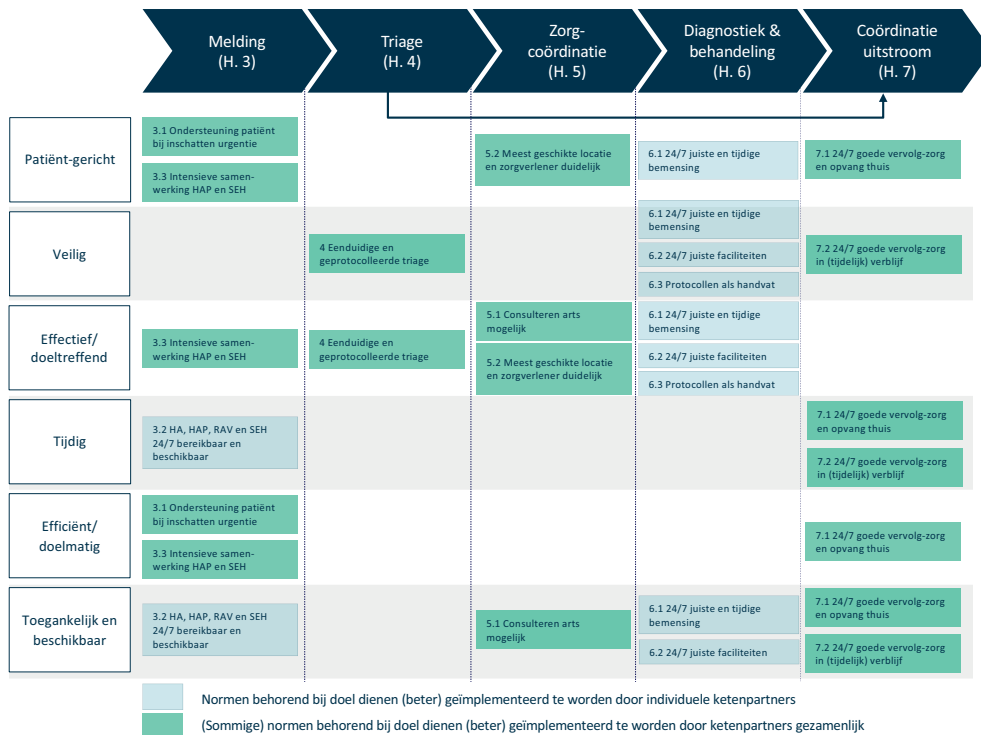 Melding
(H. 3)
Triage
(H. 4)
Zorg-
coördinatie
(H. 5)
Diagnostiek &
behandeling
(H. 6)
Coördinatie
uitstroom
(H. 7)
Patiënt-gericht
3.1 Ondersteuning patiënt
bij inschatten urgentie
3.3 Intensieve samen-
werking HAP en SEH
5.2 Meest geschikte locatie
en zorgverlener duidelijk
6.1 24/7 juiste en tijdige
bemensing
7.1 24/7 goede vervolg-zorg
en opvang thuis
Veilig
4 Eenduidige en
geprotocolleerde triage
6.1 24/7 juiste en tijdige
bemensing
6.2 24/7 juiste faciliteiten
6.3 Protocollen als handvat
7.2 24/7 goede vervolg-zorg
in (tijdelijk) verblijf
Effectief/
doeltreffend
3.3 Intensieve samen-
werking HAP en SEH
4 Eenduidige en
geprotocolleerde triage
5.1 Consulteren arts
mogelijk
5.2 Meest geschikte locatie
en zorgverlener duidelijk
6.1 24/7 juiste en tijdige
bemensing
6.2 24/7 juiste faciliteiten
6.3 Protocollen als handvat
Tijdig
3.2 HA, HAP, RAV en SEH
24/7 bereikbaar en
beschikbaar
7.1 24/7 goede vervolg-zorg
en opvang thuis
7.2 24/7 goede vervolg-zorg
in (tijdelijk) verblijf
Efficiënt/
doelmatig
3.1 Ondersteuning patiënt
bij inschatten urgentie
3.3 Intensieve samen-
werking HAP en SEH
7.1 24/7 goede vervolg-zorg
en opvang thuis
Toegankelijk en
beschikbaar
3.2 HA, HAP, RAV en SEH
24/7 bereikbaar en
beschikbaar
5.1 Consulteren arts
mogelijk
6.1 24/7 juiste en tijdige
bemensing
6.2 24/7 juiste faciliteiten
7.1 24/7 goede vervolg-zorg
en opvang thuis
7.2 24/7 goede vervolg-zorg
in (tijdelijk) verblijf
Normen behorend bij doel dienen (beter) geïmplementeerd te worden door individuele ketenpartners
(Sommige) normen behorend bij doel dienen (beter) geïmplementeerd te worden door ketenpartners gezamenlijk